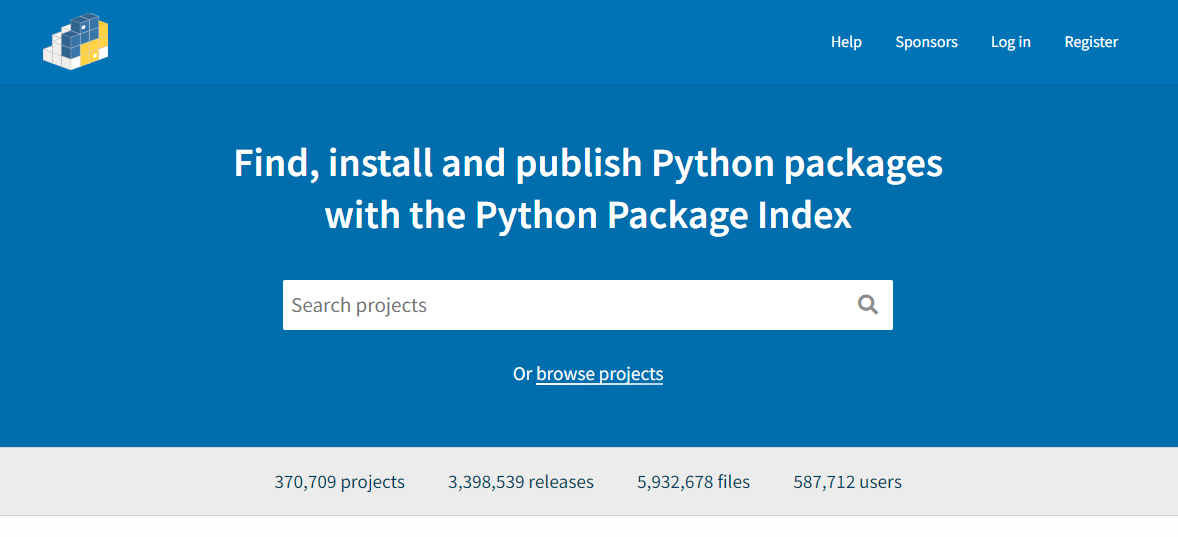 Help Sponsors Log in Register
Find, install and publish Python packages
with the Python Package Index
Search projects
Or browse projects
370,709 projects 3,398,539 releases 5,932,678 files 587,712 users